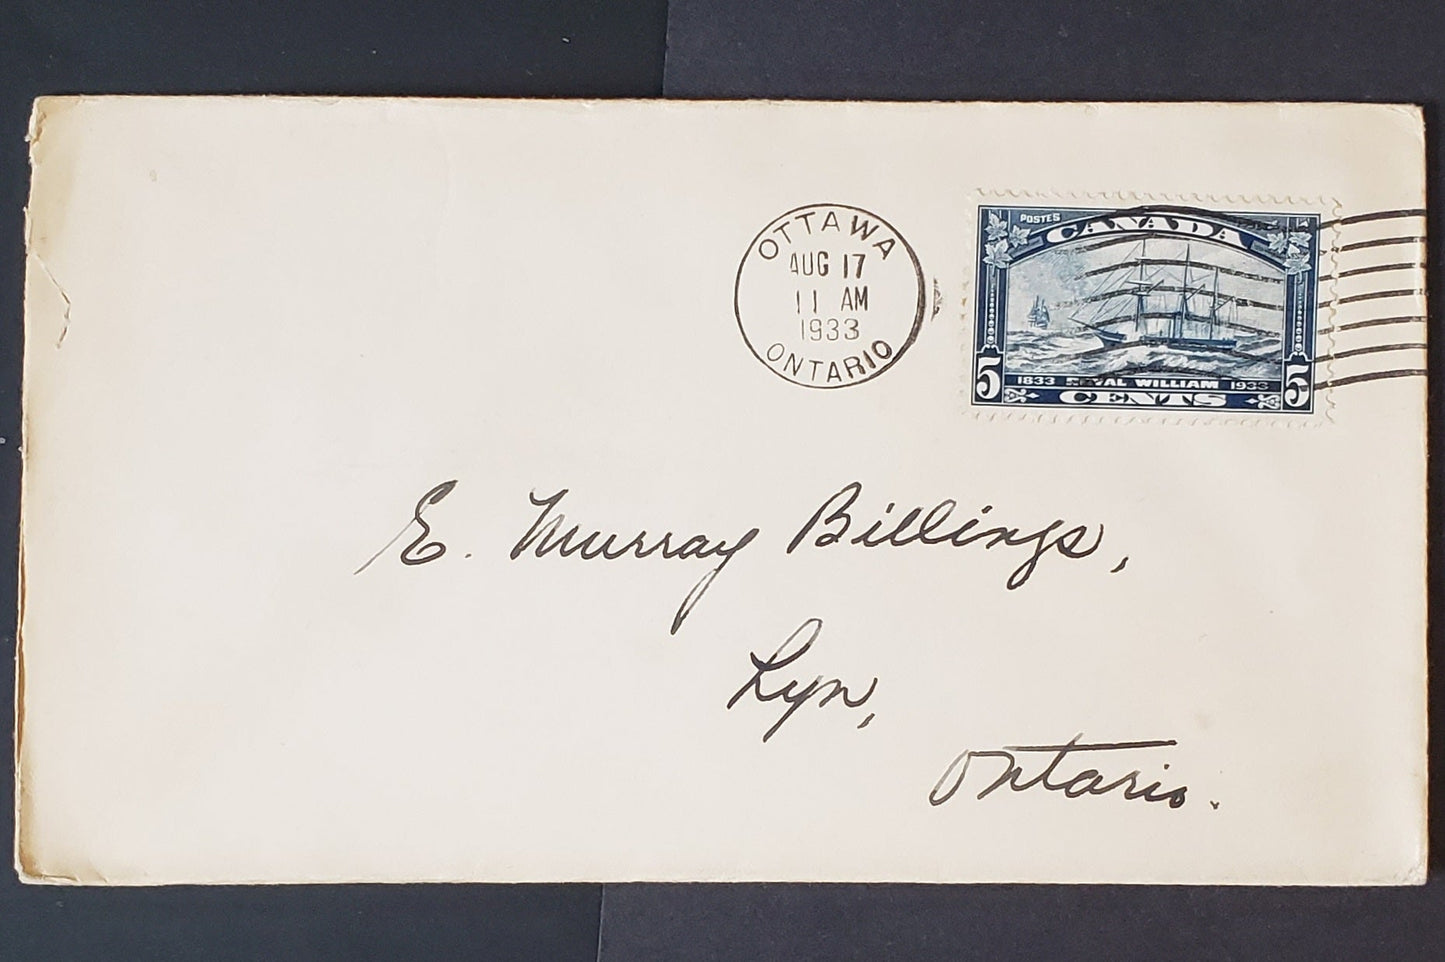 OTTAWA
AUG 17
11 AM
1933
ONTARIO
POSTES
CANADA
5 1833 ROYAL WILLIAM 1933 5
CENTS
E. Murray Billings,
Lyn,
Ontario.